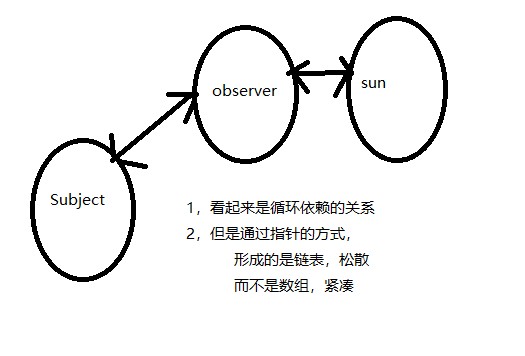 observer
sun
Subject
1，看起来是循环依赖的关系
2，但是通过指针的方式，
形成的是链表，松散
而不是数组，紧凑